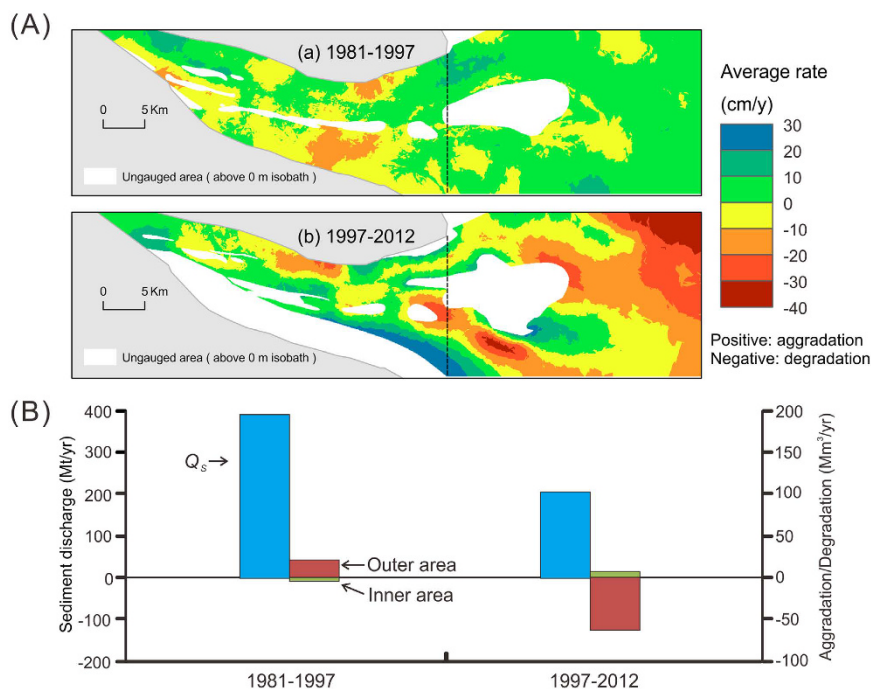 (A)
(a) 1981-1997
0 5 Km
Ungauged area ( above 0 m isobath )
(b) 1997-2012
0 5 Km
Ungauged area ( above 0 m isobath )
Average rate
(cm/y)
30
20
10
0
-10
-20
-30
-40
Positive: aggradation
Negative: degradation
(B)
Sediment discharge (Mt/yr)
400
300
200
100
0
-100
-200
Qs
Outer area
Inner area
200
100
50
0
-50
-100
Aggradation/Degradation (Mm³/yr)
1981-1997
1997-2012